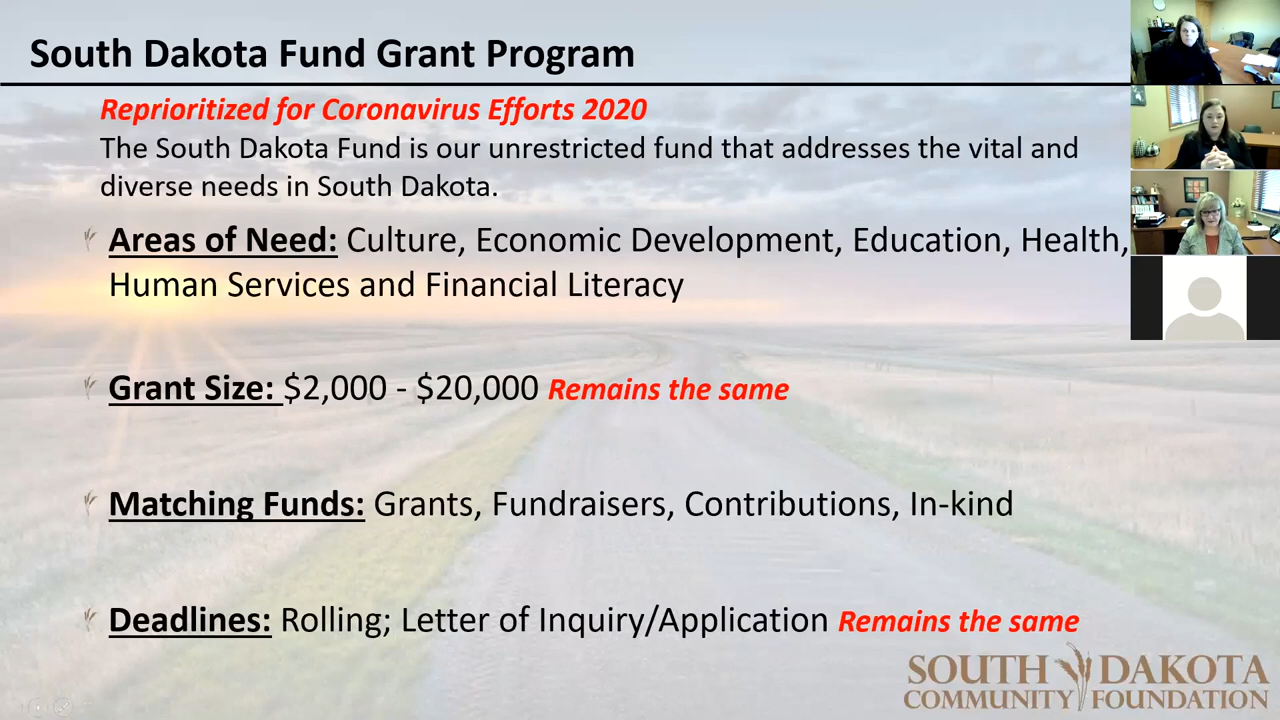 South Dakota Fund Grant Program
Reprioritized for Coronavirus Efforts 2020
The South Dakota Fund is our unrestricted fund that addresses the vital and
diverse needs in South Dakota.
Areas of Need: Culture, Economic Development, Education, Health,
Human Services and Financial Literacy
Grant Size: $2,000 - $20,000 Remains the same
Matching Funds: Grants, Fundraisers, Contributions, In-kind
Deadlines: Rolling; Letter of Inquiry/Application Remains the same
SOUTH DAKOTA
COMMUNITY FOUNDATION